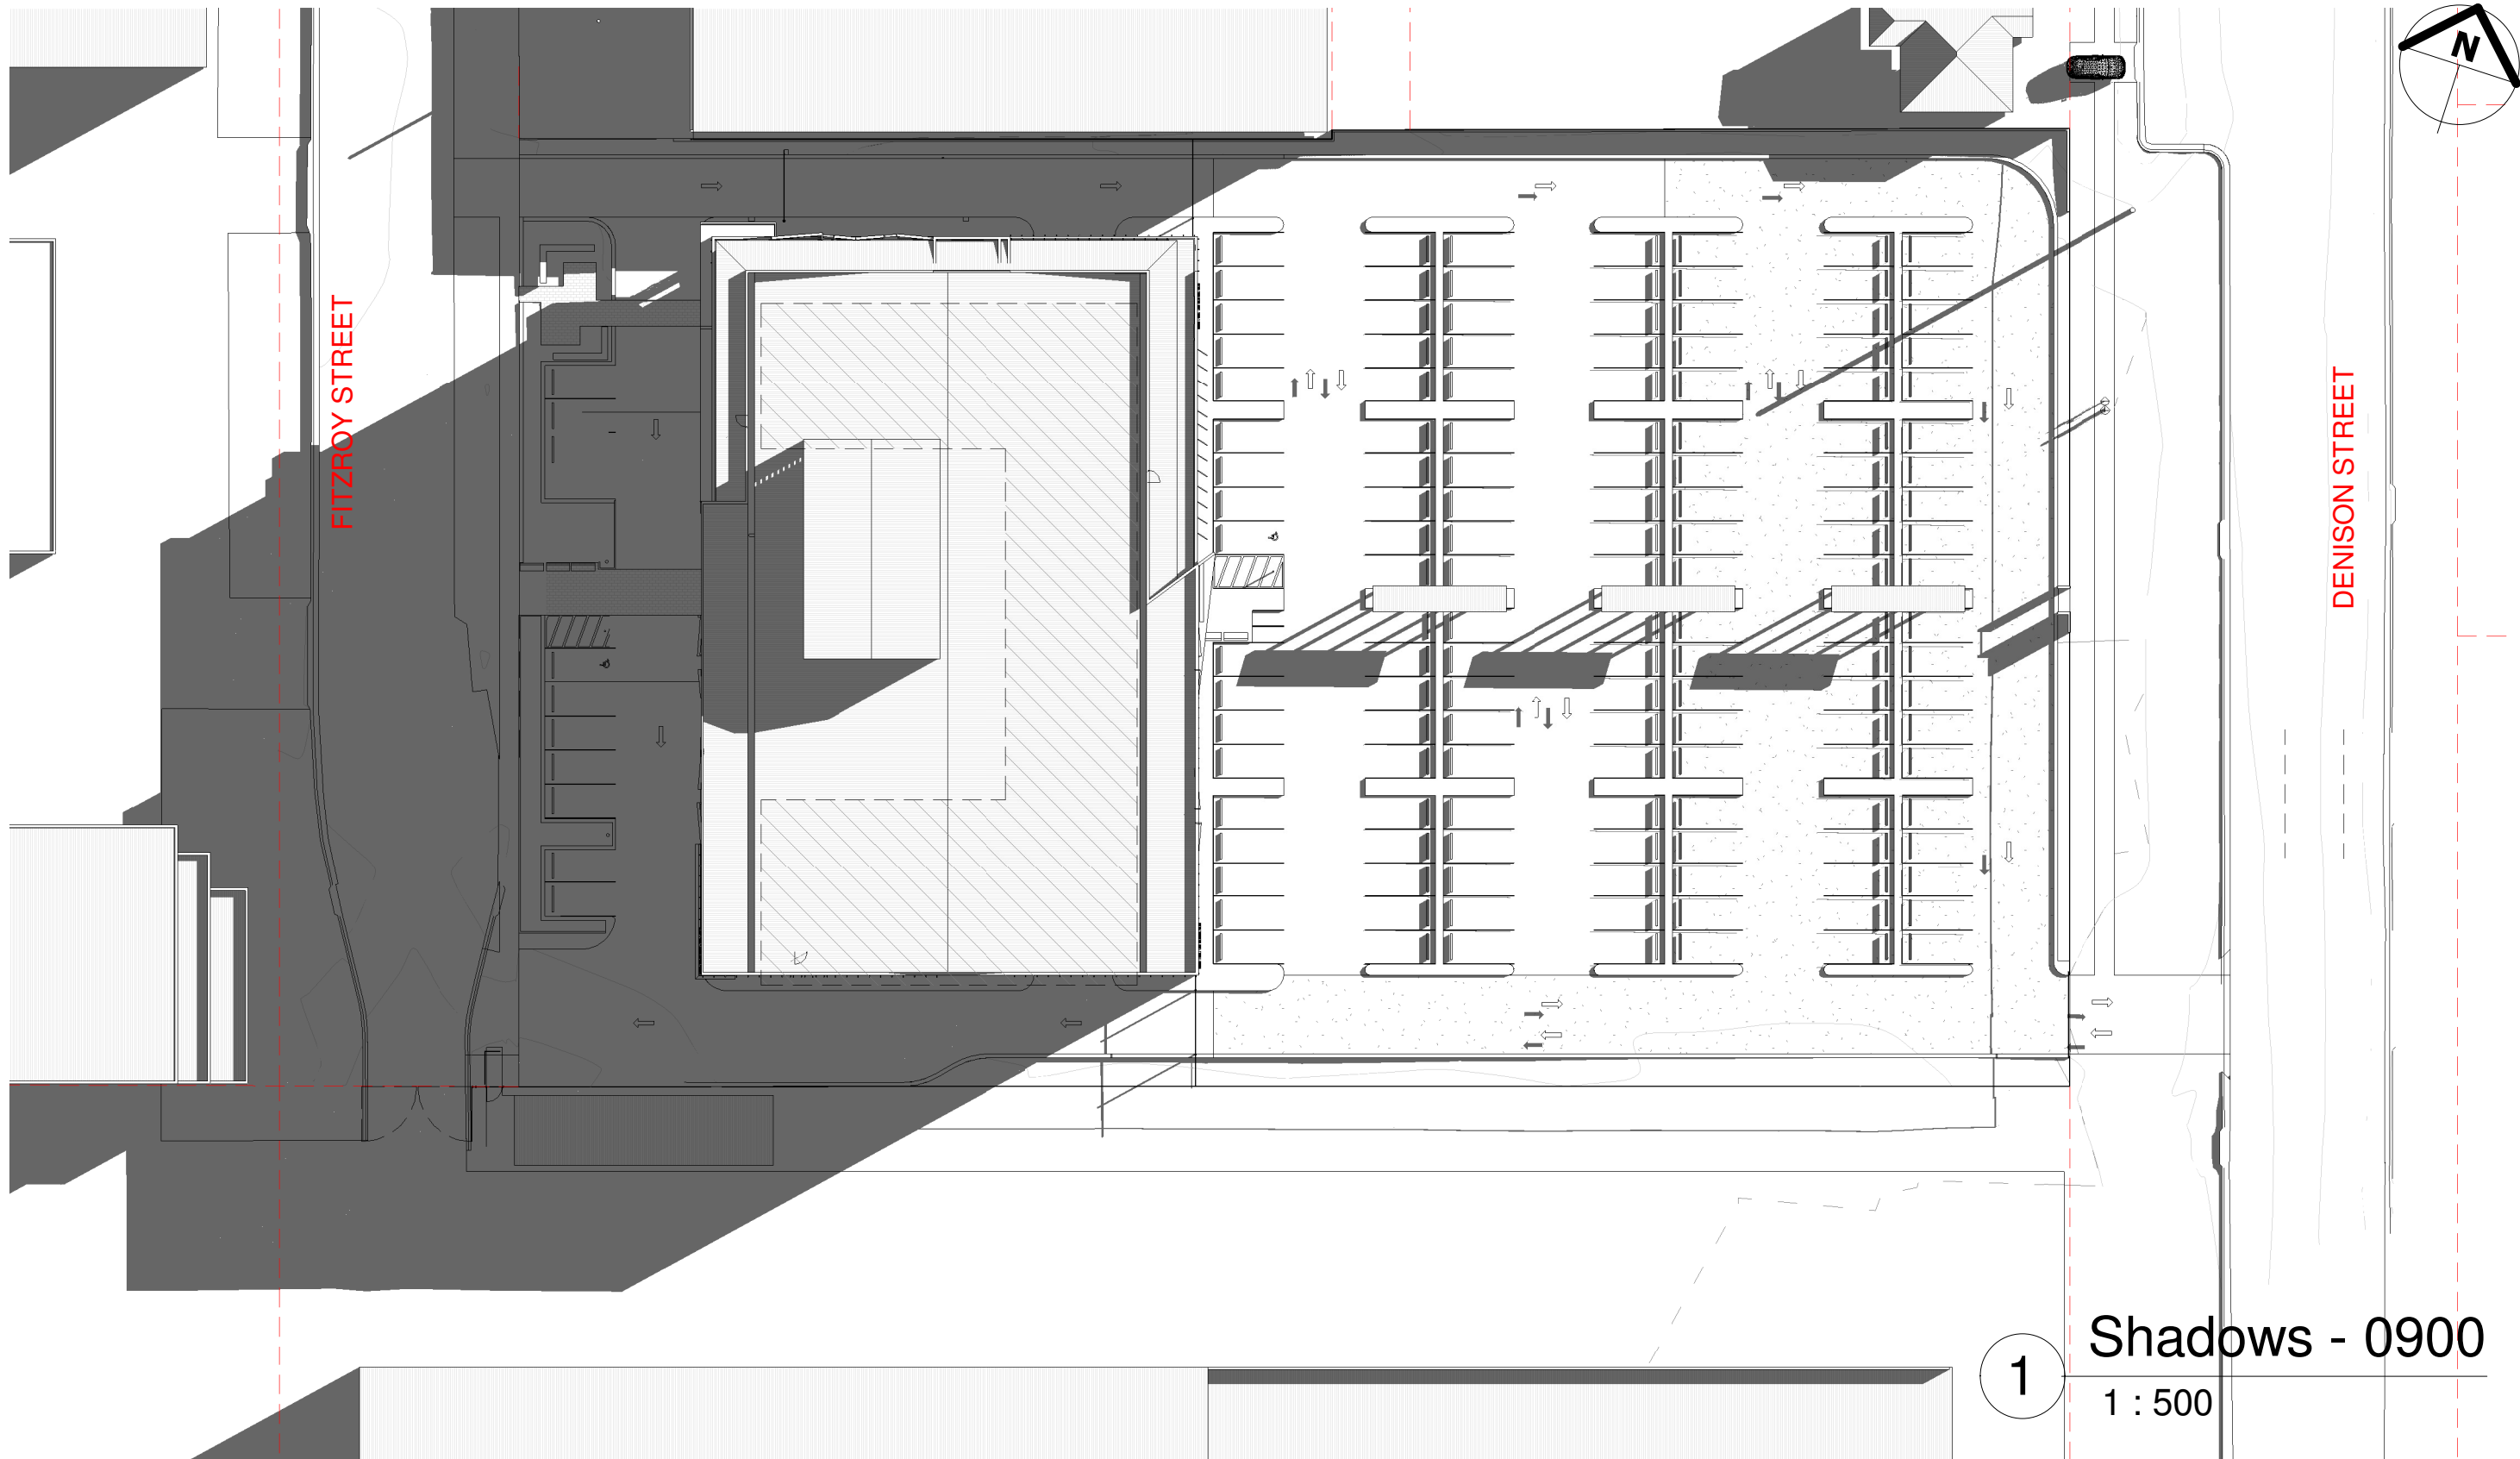 N
FITZROY STREET
DENISON STREET
1
Shadows - 0900
1 : 500